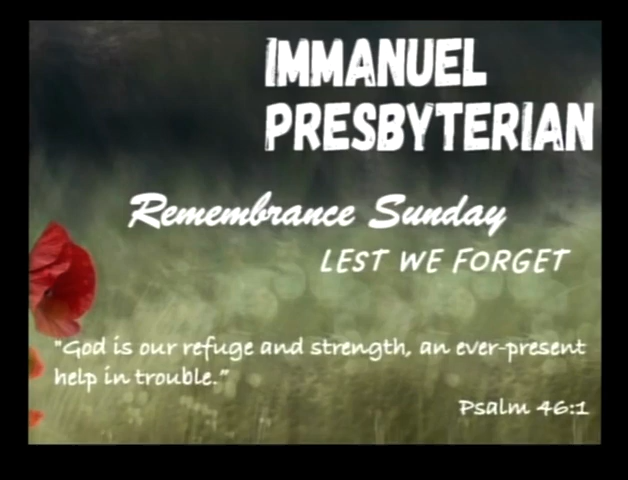 IMMANUEL
PRESBYTERIAN
Remembrance Sunday
LEST WE FORGET
"God is our refuge and strength, an ever-present
help in trouble."
Psalm 46:1